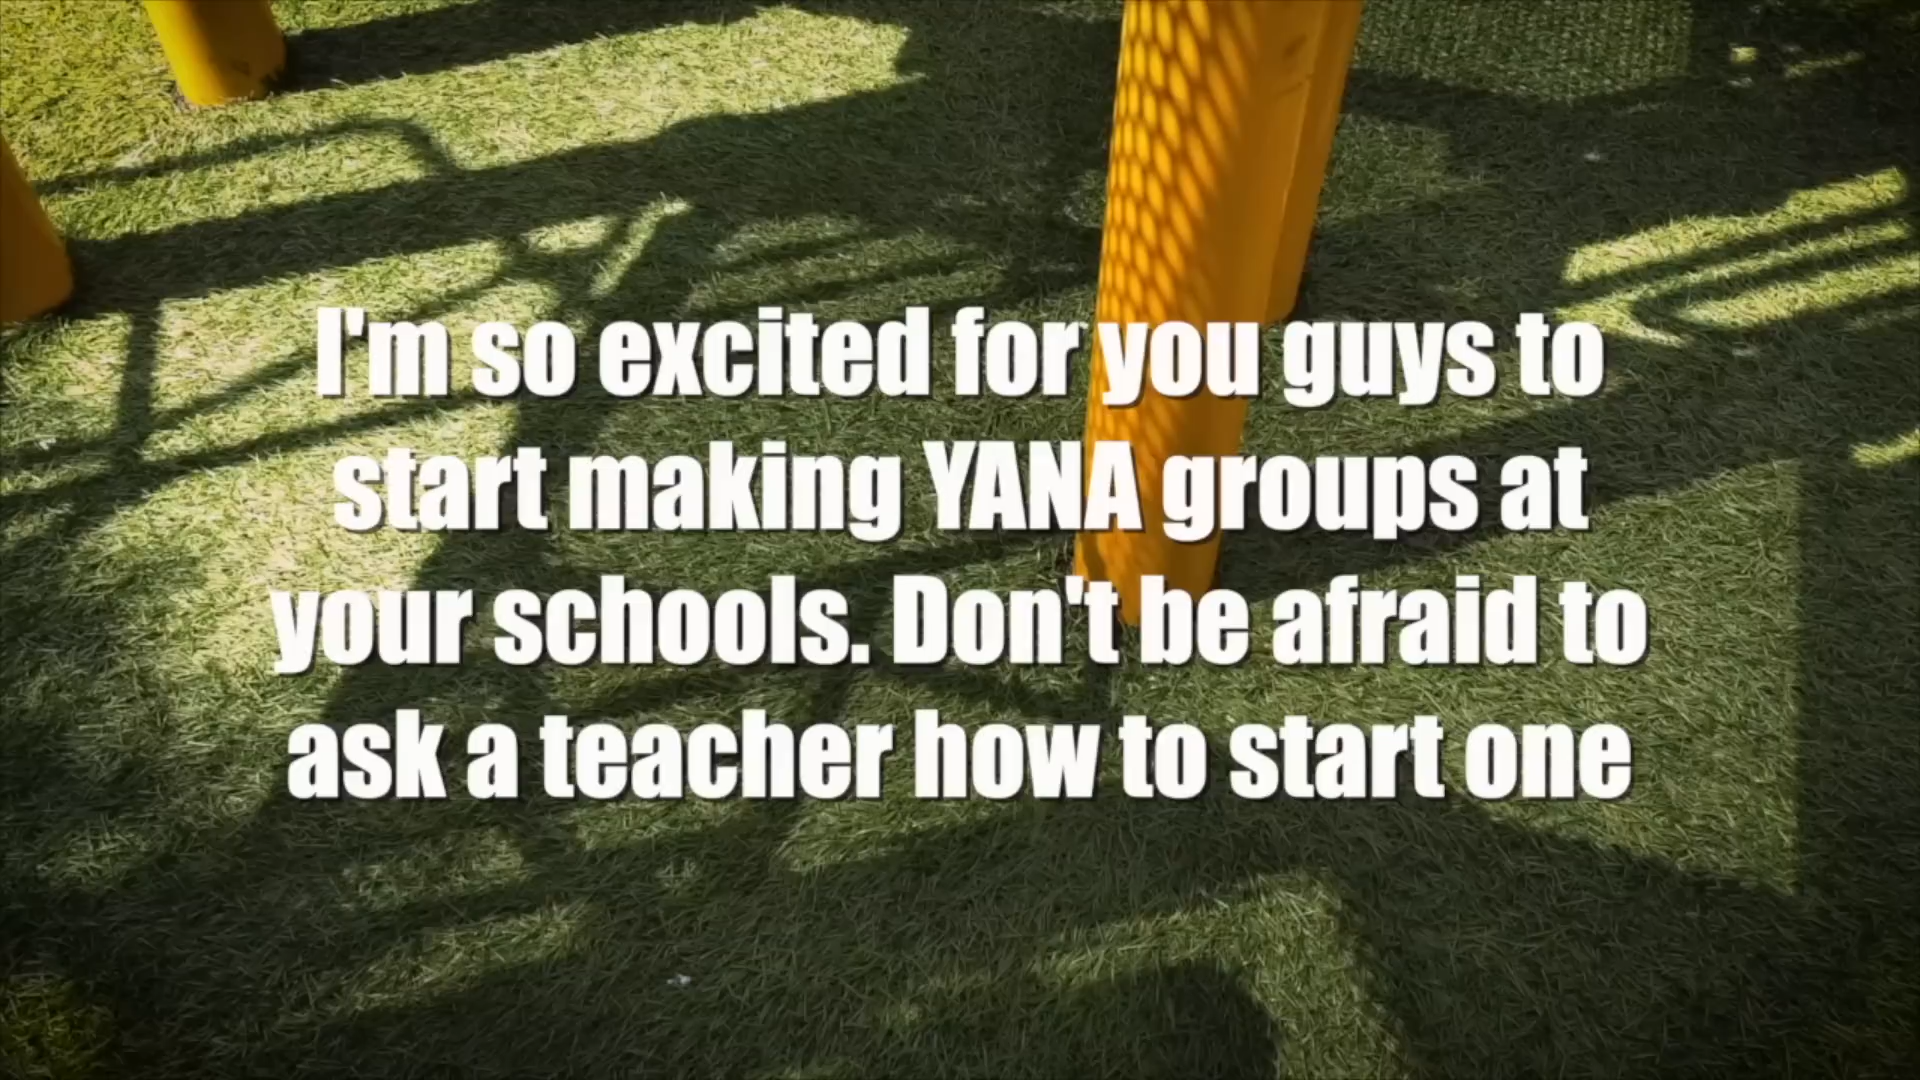 I'm so excited for you guys to
start making YANA groups at
your schools. Don't be afraid to
ask a teacher how to start one